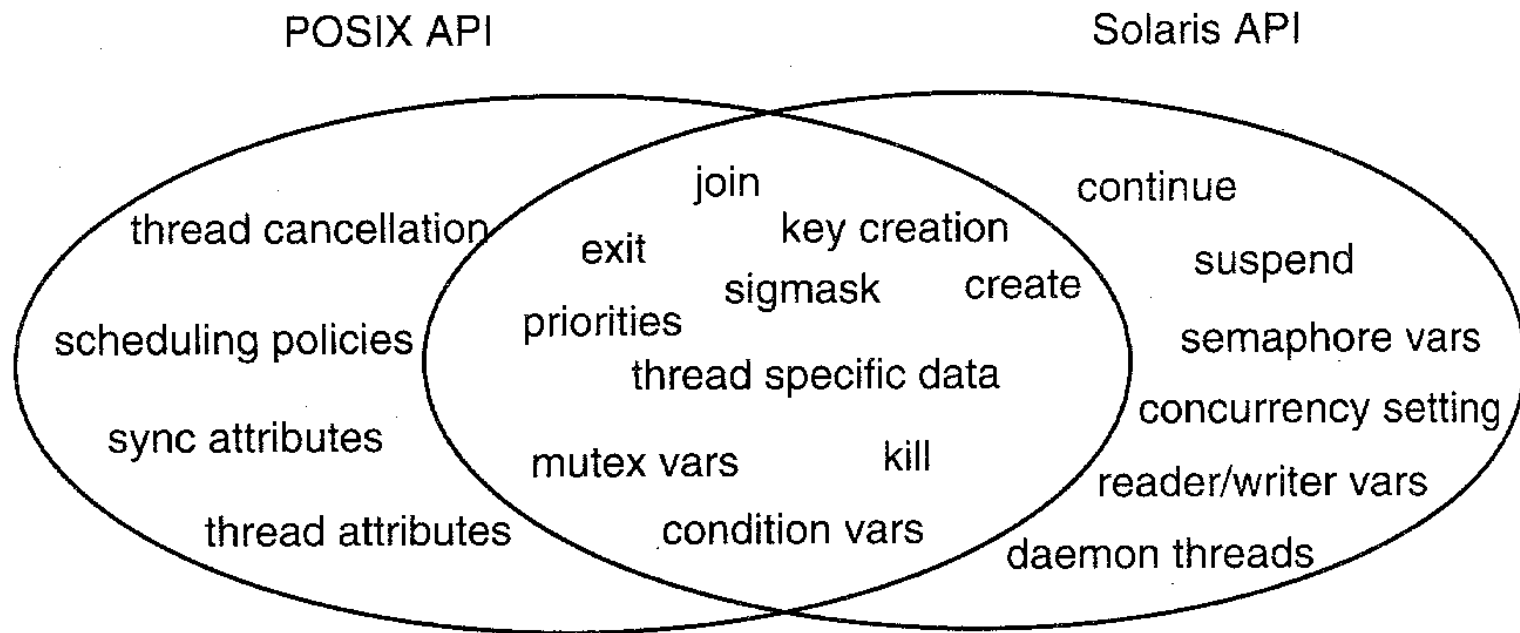 POSIX API
Solaris API
join
continue
thread cancellation
key creation
exit
suspend
sigmask
create
priorities
scheduling policies
semaphore vars
thread specific data
concurrency setting
sync attributes
mutex vars
kill
reader/writer vars
thread attributes
condition vars
daemon threads